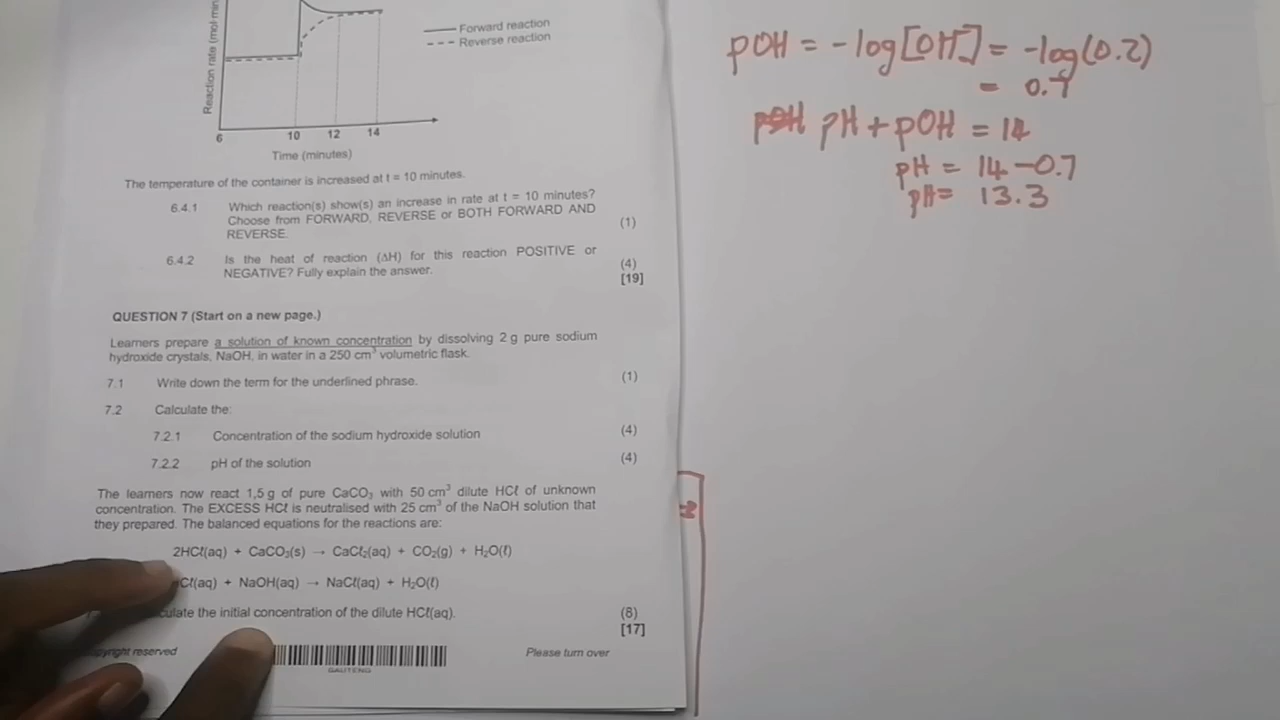 Reaction rate (mol·min
Forward reaction
Reverse reaction
6 10 12 14
Time (minutes)
The temperature of the container is increased at t = 10 minutes.
6.4.1 Which reaction(s) show(s) an increase in rate at t = 10 minutes?
Choose from FORWARD, REVERSE or BOTH FORWARD AND
REVERSE. (1)
6.4.2 Is the heat of reaction (ΔH) for this reaction POSITIVE or
NEGATIVE? Fully explain the answer. (4)
[19]
QUESTION 7 (Start on a new page.)
Learners prepare a solution of known concentration by dissolving 2 g pure sodium
hydroxide crystals, NaOH, in water in a 250 cm³ volumetric flask.
7.1 Write down the term for the underlined phrase. (1)
7.2 Calculate the:
7.2.1 Concentration of the sodium hydroxide solution (4)
7.2.2 pH of the solution (4)
The learners now react 1,5 g of pure CaCO₃ with 50 cm³ dilute HCℓ of unknown
concentration. The EXCESS HCℓ is neutralised with 25 cm³ of the NaOH solution that
they prepared. The balanced equations for the reactions are:
2HCℓ(aq) + CaCO₃(s) → CaCℓ₂(aq) + CO₂(g) + H₂O(ℓ)
Cℓ(aq) + NaOH(aq) → NaCℓ(aq) + H₂O(ℓ)
culate the initial concentration of the dilute HCℓ(aq). (8)
[17]
opyright reserved Please turn over
GAUTENG
pOH = -log[OH⁻] = -log(0.2)
= 0.7
pH + pOH = 14
pH = 14 - 0.7
pH = 13.3